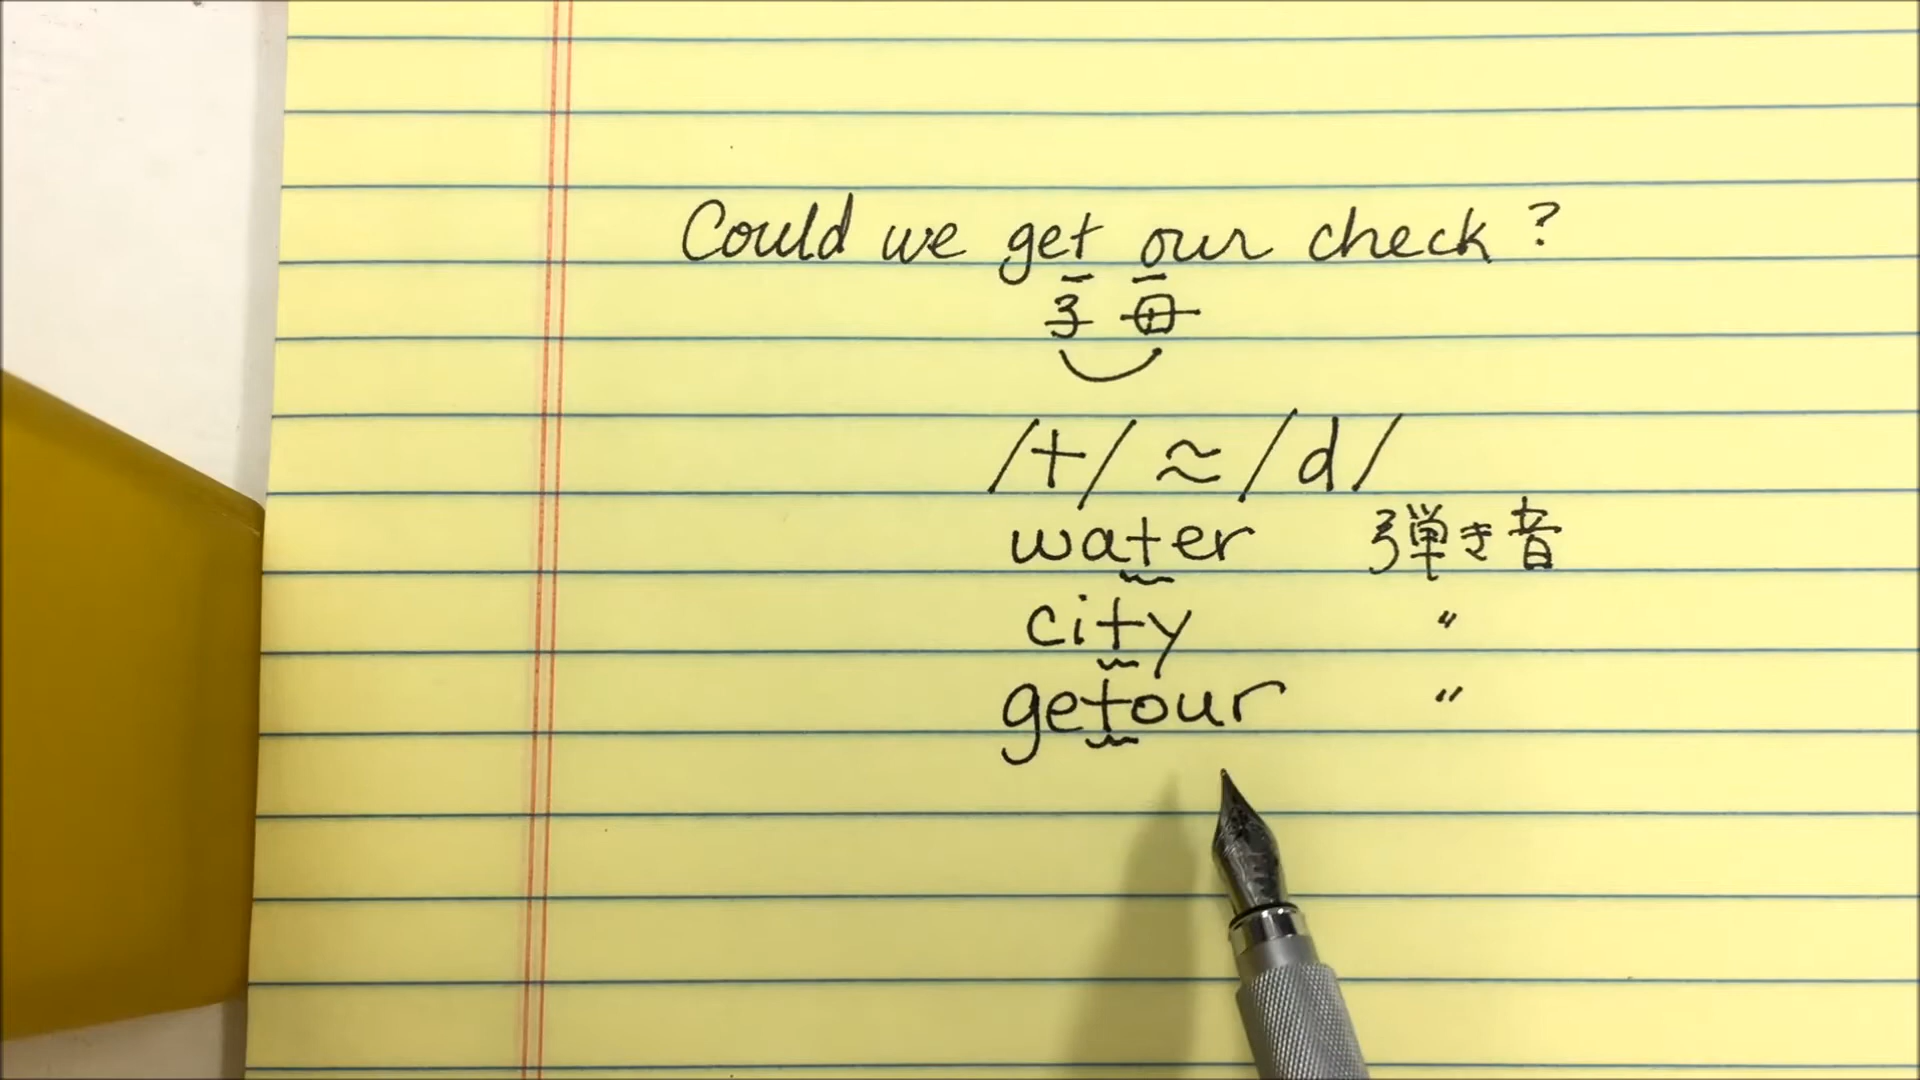 Could we get our check?
子 母
/t/ ≈ /d/
water 弾き音
city 〃
getour 〃